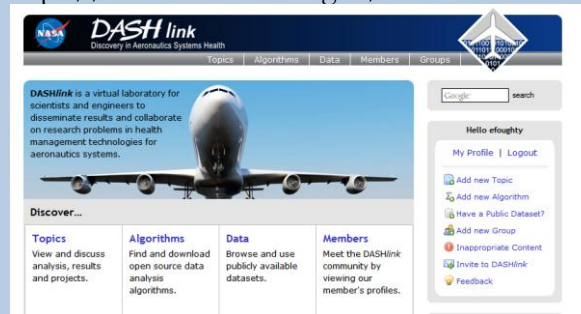 NASA
DASH link
Discovery in Aeronautics Systems Health
Topics | Algorithms | Data | Members | Groups
DASHlink is a virtual laboratory for
scientists and engineers to
disseminate results and collaborate
on research problems in health
management technologies for
aeronautics systems.
Google search
Hello efoughty
My Profile | Logout
Add new Topic
Add new Algorithm
Have a Public Dataset?
Add new Group
Inappropriate Content
Invite to DASHlink
Feedback
Discover...
Topics
View and discuss
analysis, results
and projects.
Algorithms
Find and download
open source data
analysis
algorithms.
Data
Browse and use
publicly available
datasets.
Members
Meet the DASHlink
community by
viewing our
member's profiles.